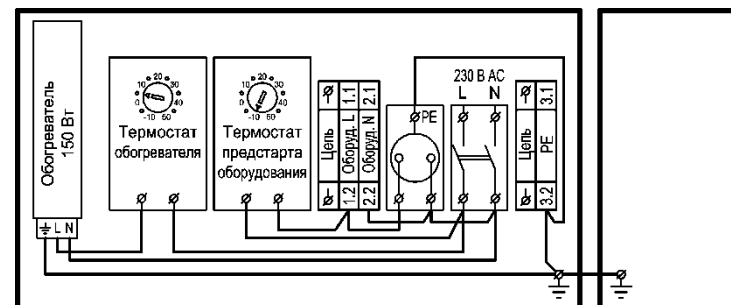 Обогреватель
150 Вт
L N
-10 0 10 20 30 40 60
Термостат
обогревателя
-10 0 10 20 30 40 60
Термостат
предстарта
оборудования
Цепь
1.1 Оборуд. L 1.2
2.1 Оборуд. N 2.2
PE
230 В AC
L N
Цепь
3.1 PE 3.2